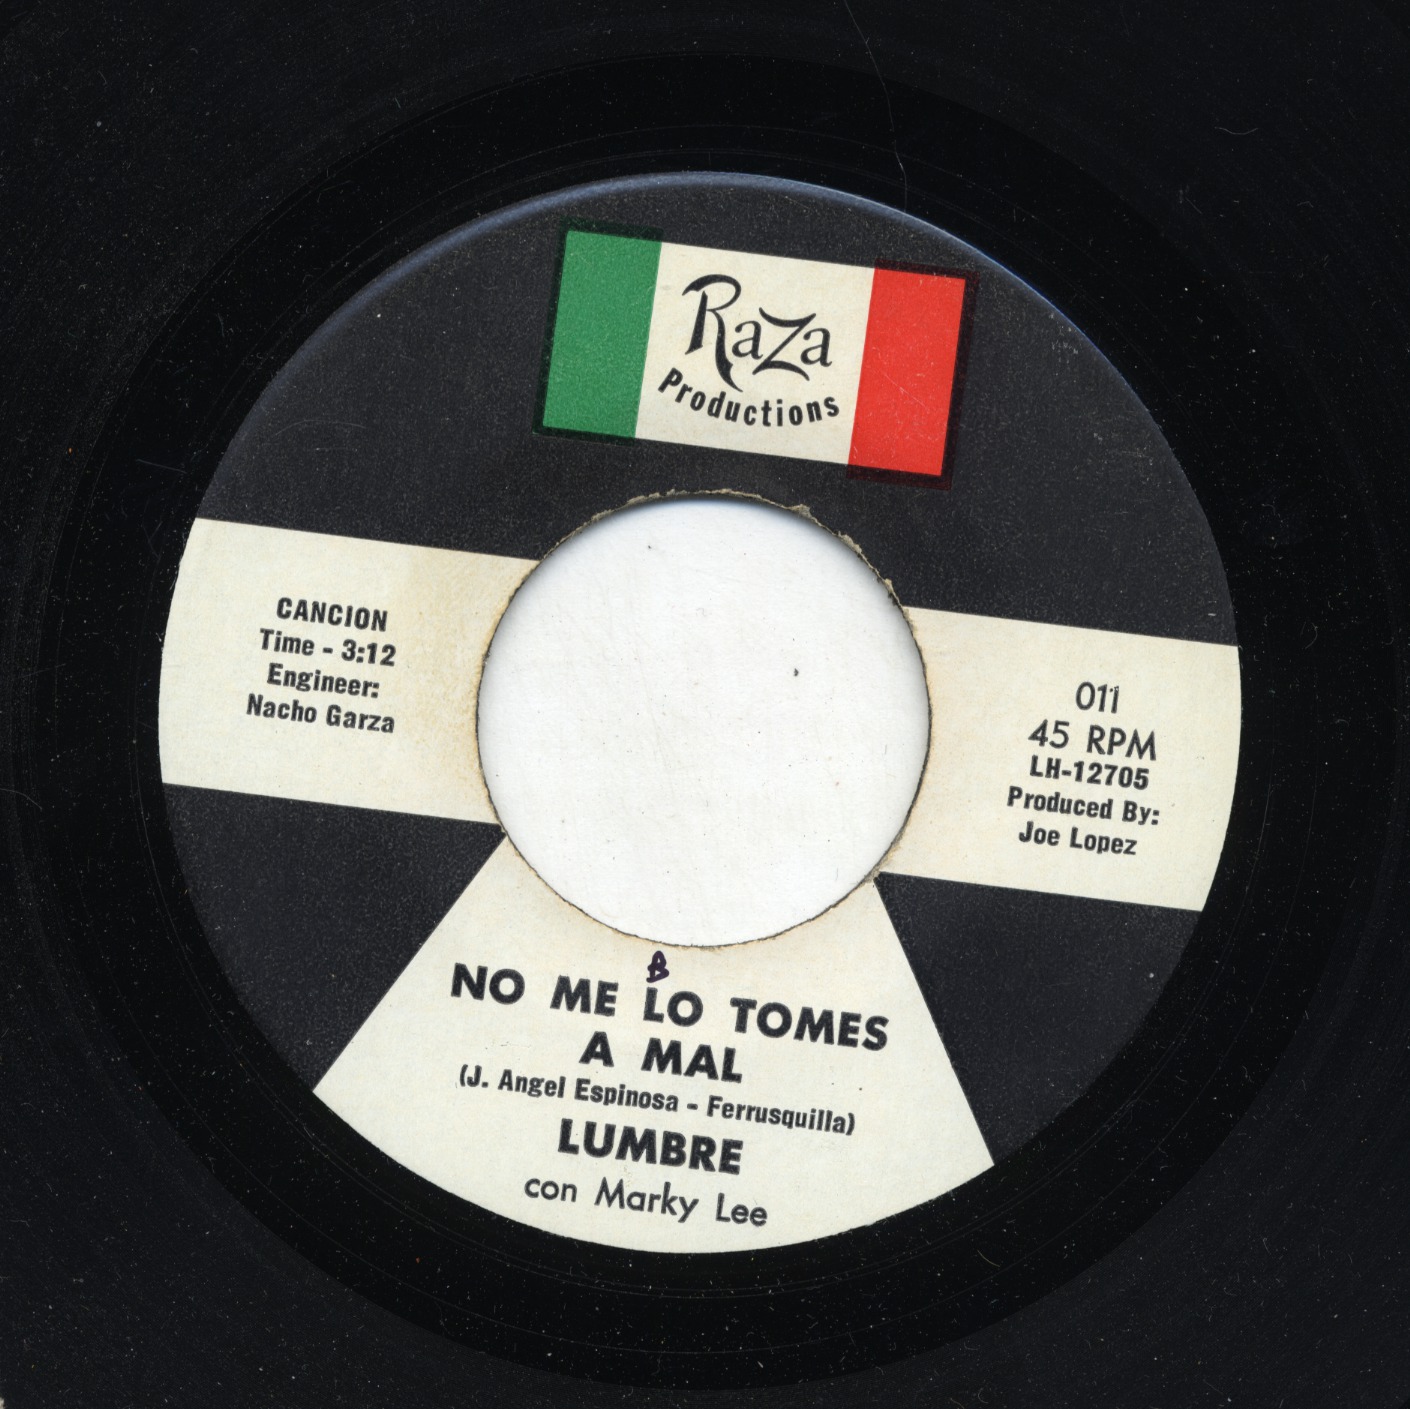 RaZa
Productions
CANCION
Time - 3:12
Engineer:
Nacho Garza
011
45 RPM
LH-12705
Produced By:
Joe Lopez
B
NO ME LO TOMES
A MAL
(J. Angel Espinosa - Ferrusquilla)
LUMBRE
con Marky Lee